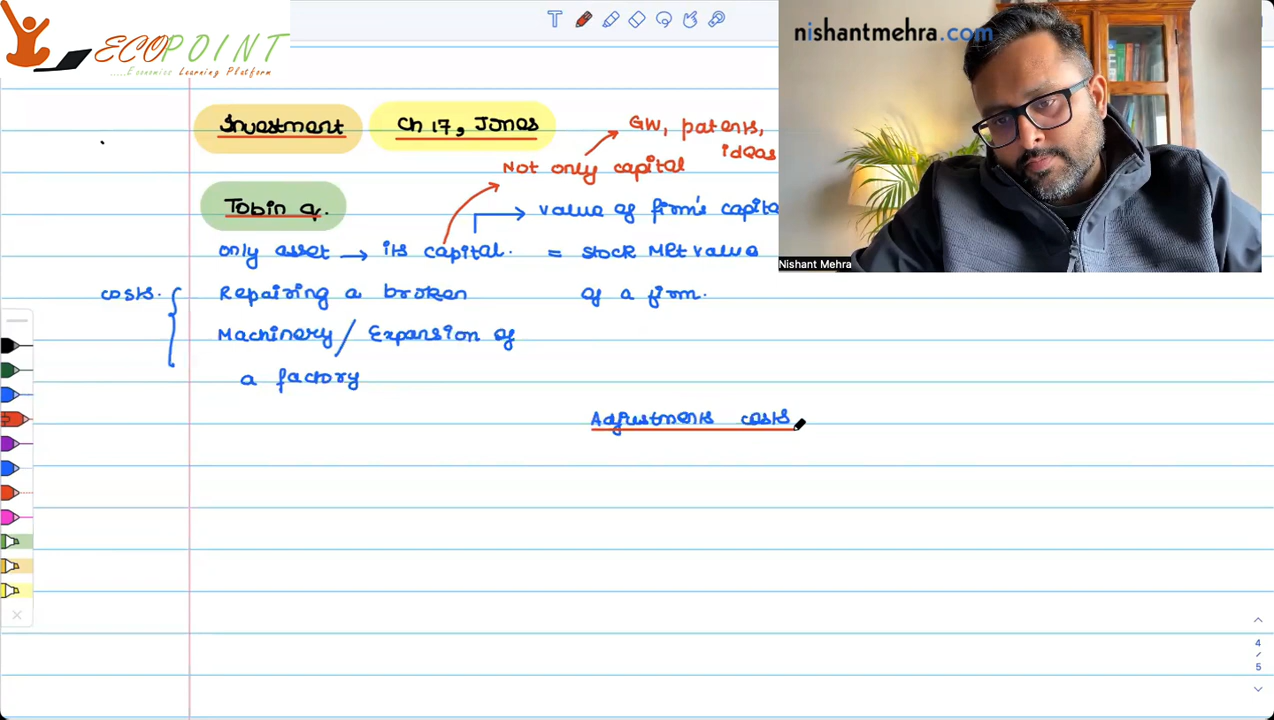 ECOPOINT
.....Economics Learning Platform
nishantmehra.com
Nishant Mehra
Investment
Ch 17, Jones
GW, patents,
ideas
Not only capital
Tobin q.
value of firm's capita
only asset → its capital.
= stock Mkt value
of a firm.
costs.
Repairing a broken
Machinery / Expansion of
a factory
Adjustments costs
4
/
5